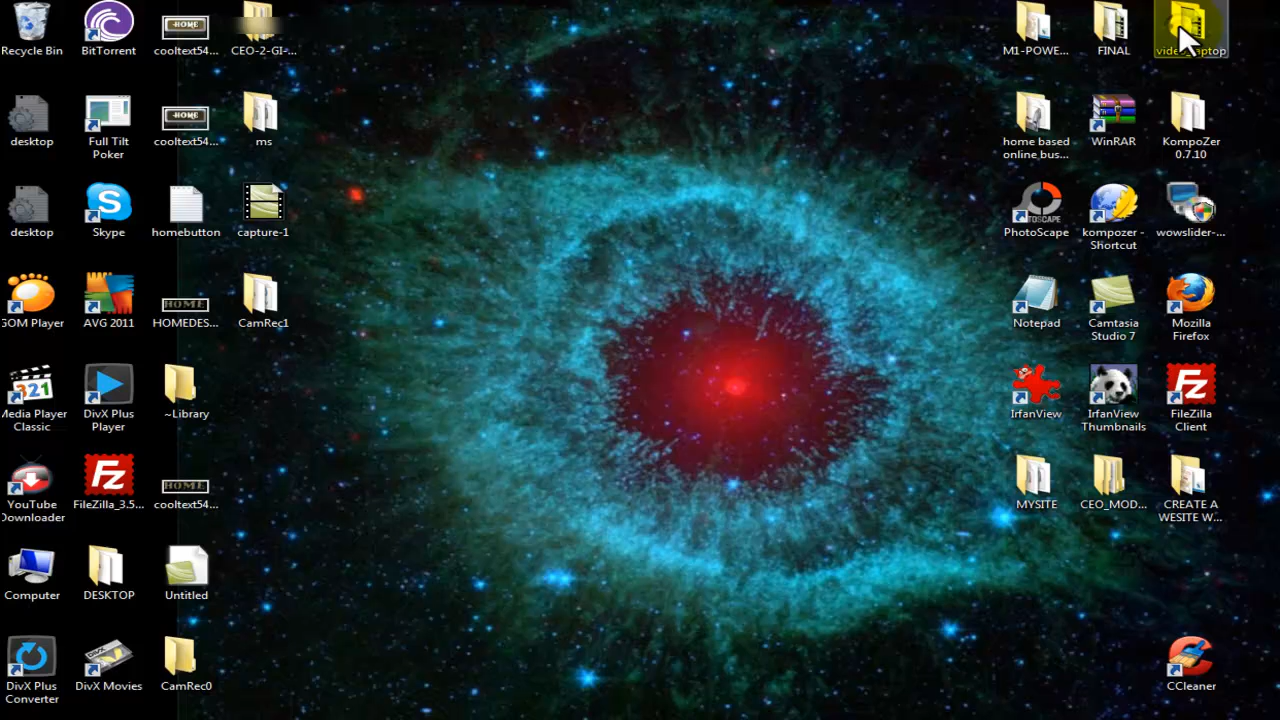 Recycle Bin
BitTorrent
cooltext54...
CEO-2-GI-...
M1-POWE...
FINAL
video_laptop
desktop
Full Tilt
Poker
cooltext54...
ms
home based
online_bus...
WinRAR
KompoZer
0.7.10
desktop
Skype
homebutton
capture-1
PhotoScape
kompozer -
Shortcut
wowslider-...
GOM Player
AVG 2011
HOMEDES...
CamRec1
Notepad
Camtasia
Studio 7
Mozilla
Firefox
Media Player
Classic
DivX Plus
Player
~Library
IrfanView
IrfanView
Thumbnails
FileZilla
Client
YouTube
Downloader
FileZilla_3.5...
cooltext54...
MYSITE
CEO_MOD...
CREATE A
WESITE W...
Computer
DESKTOP
Untitled
DivX Plus
Converter
DivX Movies
CamRec0
CCleaner
HOME
HOME
HOME
HOME
321